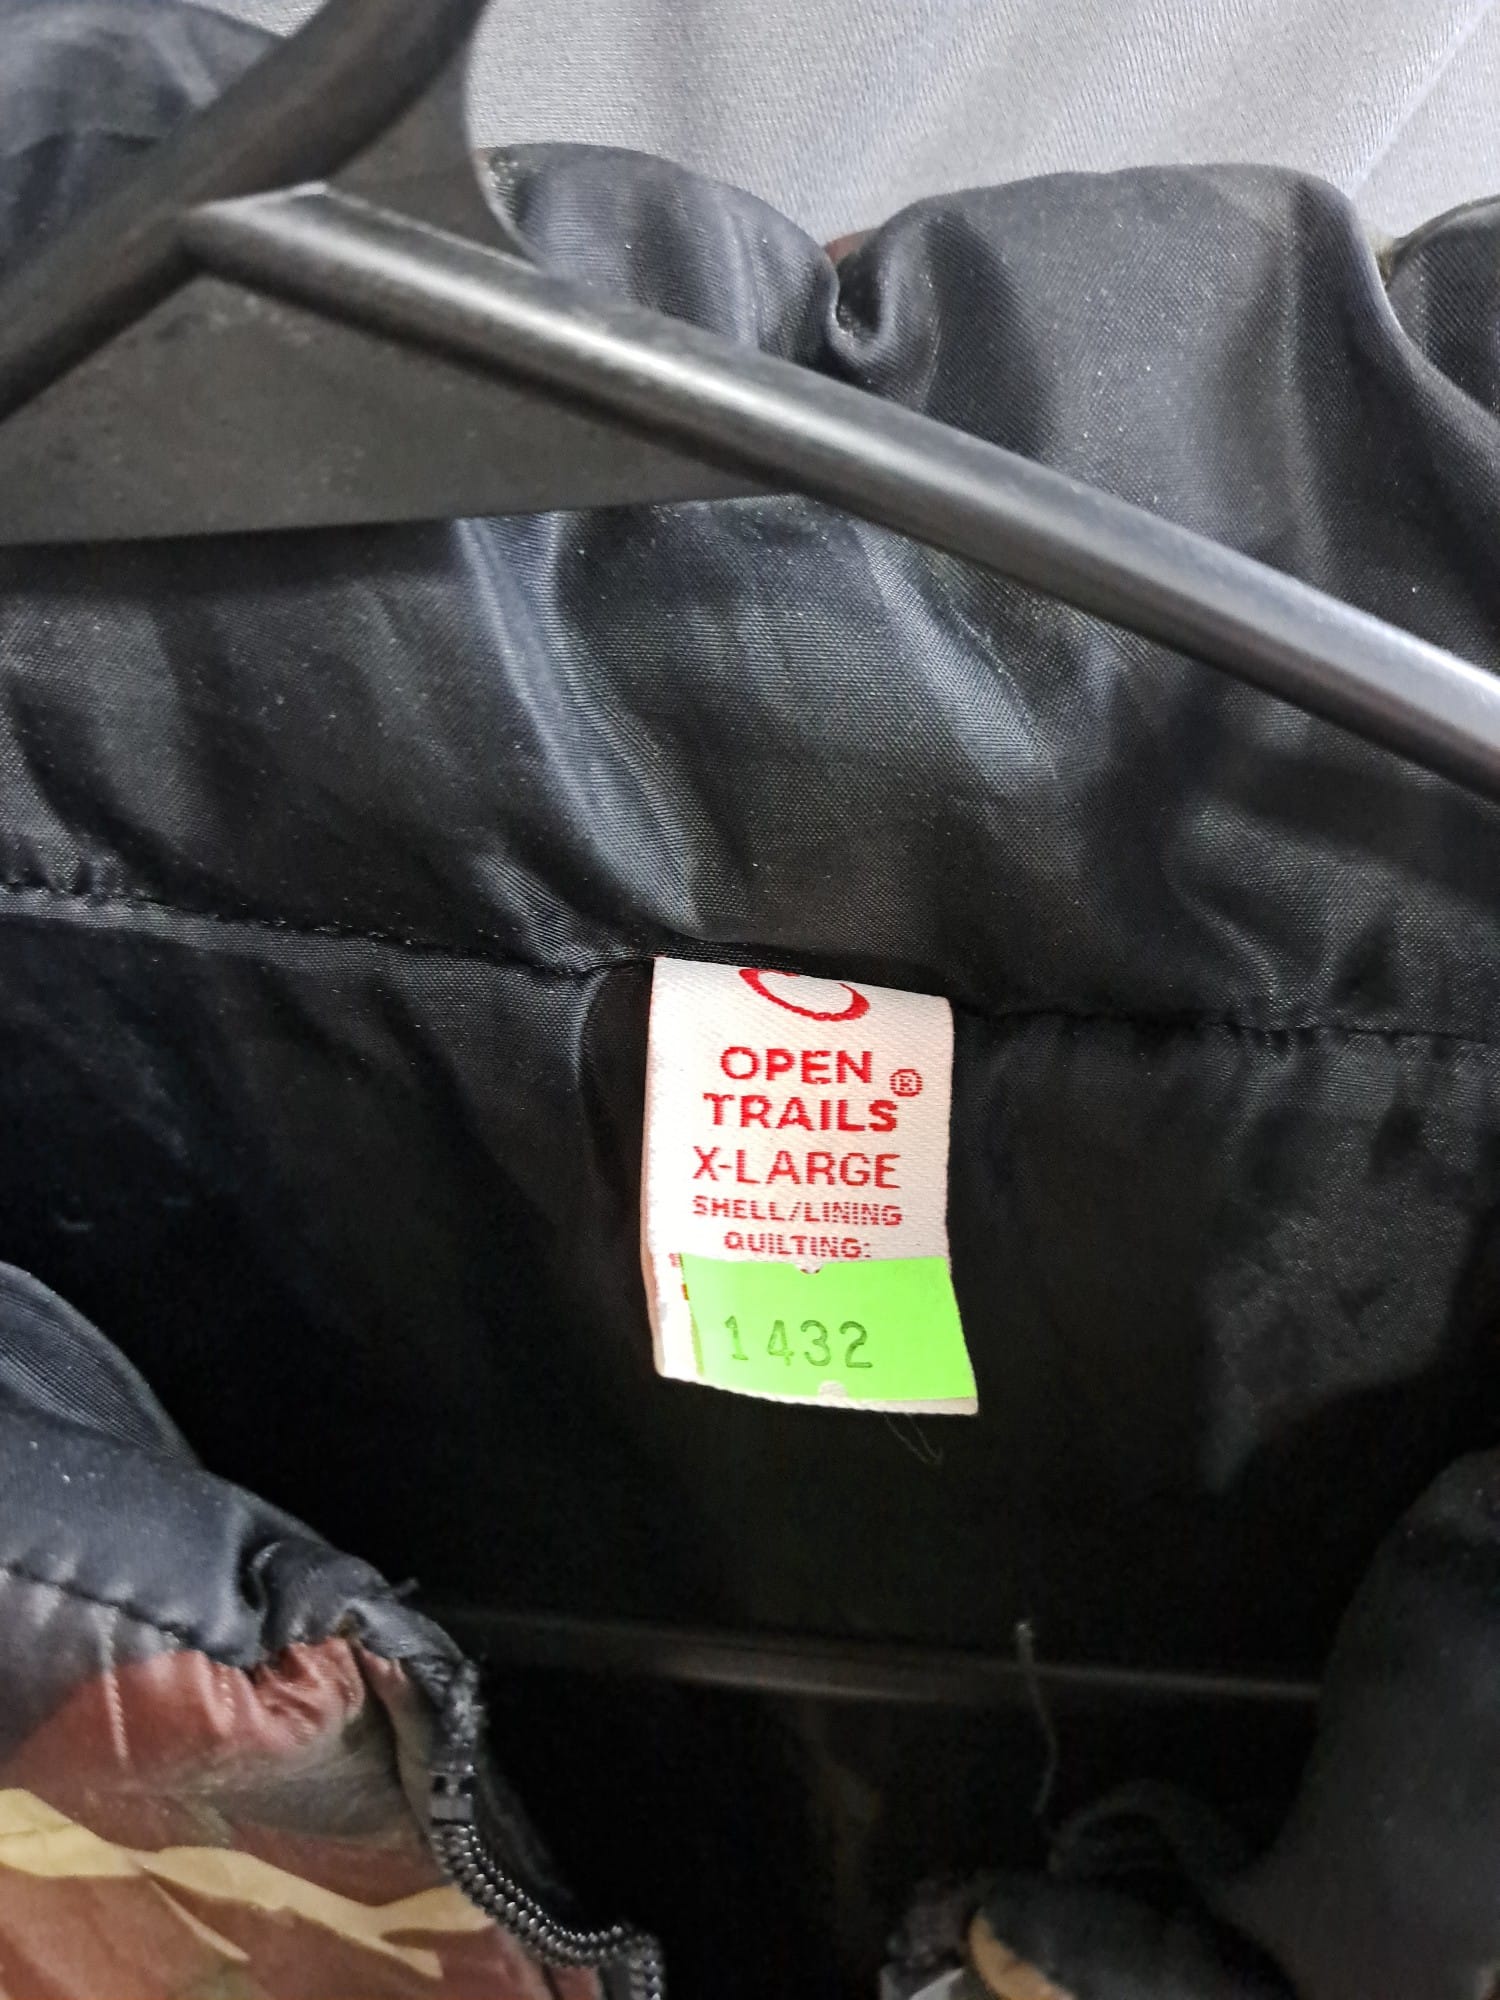 OPEN
TRAILS®
X-LARGE
SHELL/LINING
QUILTING:
1432